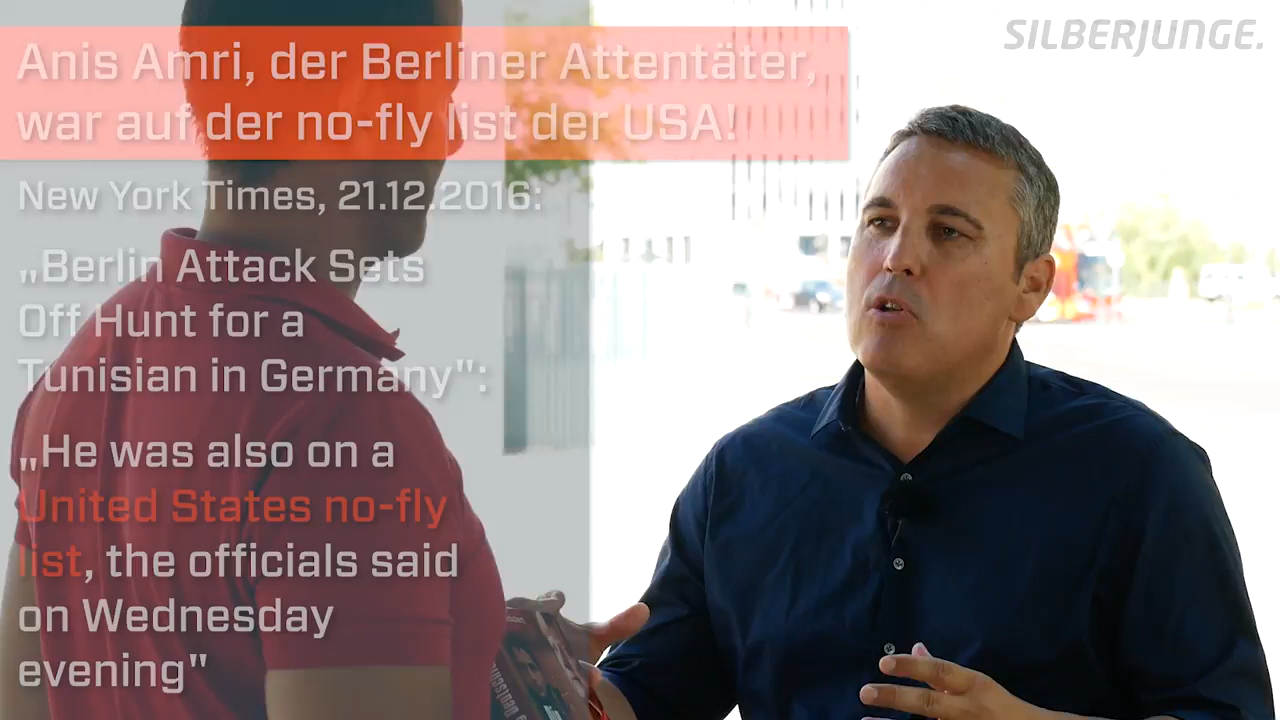 SILBERJUNGE.
Anis Amri, der Berliner Attentäter,
war auf der no-fly list der USA!
New York Times, 21.12.2016:
„Berlin Attack Sets
Off Hunt for a
Tunisian in Germany":
„He was also on a
United States no-fly
list, the officials said
on Wednesday
evening"